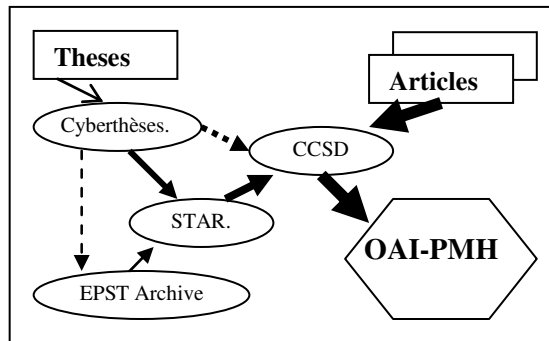 Theses
Articles
Cyberthèses.
CCSD
STAR.
OAI-PMH
EPST Archive